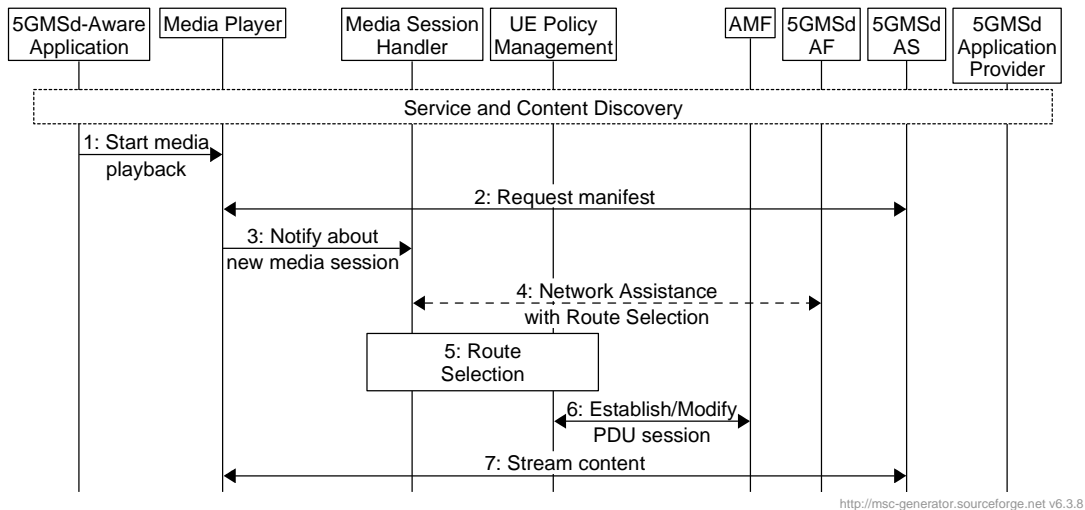 5GMSd-Aware
Application
Media Player
Media Session
Handler
UE Policy
Management
AMF
5GMSd
AF
5GMSd
AS
5GMSd
Application
Provider
Service and Content Discovery
1: Start media
playback
2: Request manifest
3: Notify about
new media session
4: Network Assistance
with Route Selection
5: Route
Selection
6: Establish/Modify
PDU session
7: Stream content
http://msc-generator.sourceforge.net v6.3.8